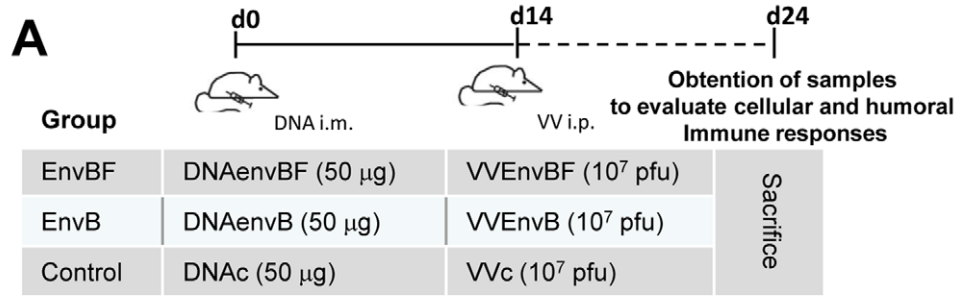 A
d0 d14 d24
DNA i.m. VV i.p.
Obtention of samples
to evaluate cellular and humoral
Immune responses
Group
EnvBF DNAenvBF (50 µg) VVEnvBF (10⁷ pfu)
EnvB DNAenvB (50 µg) VVEnvB (10⁷ pfu)
Control DNAc (50 µg) VVc (10⁷ pfu)
Sacrifice